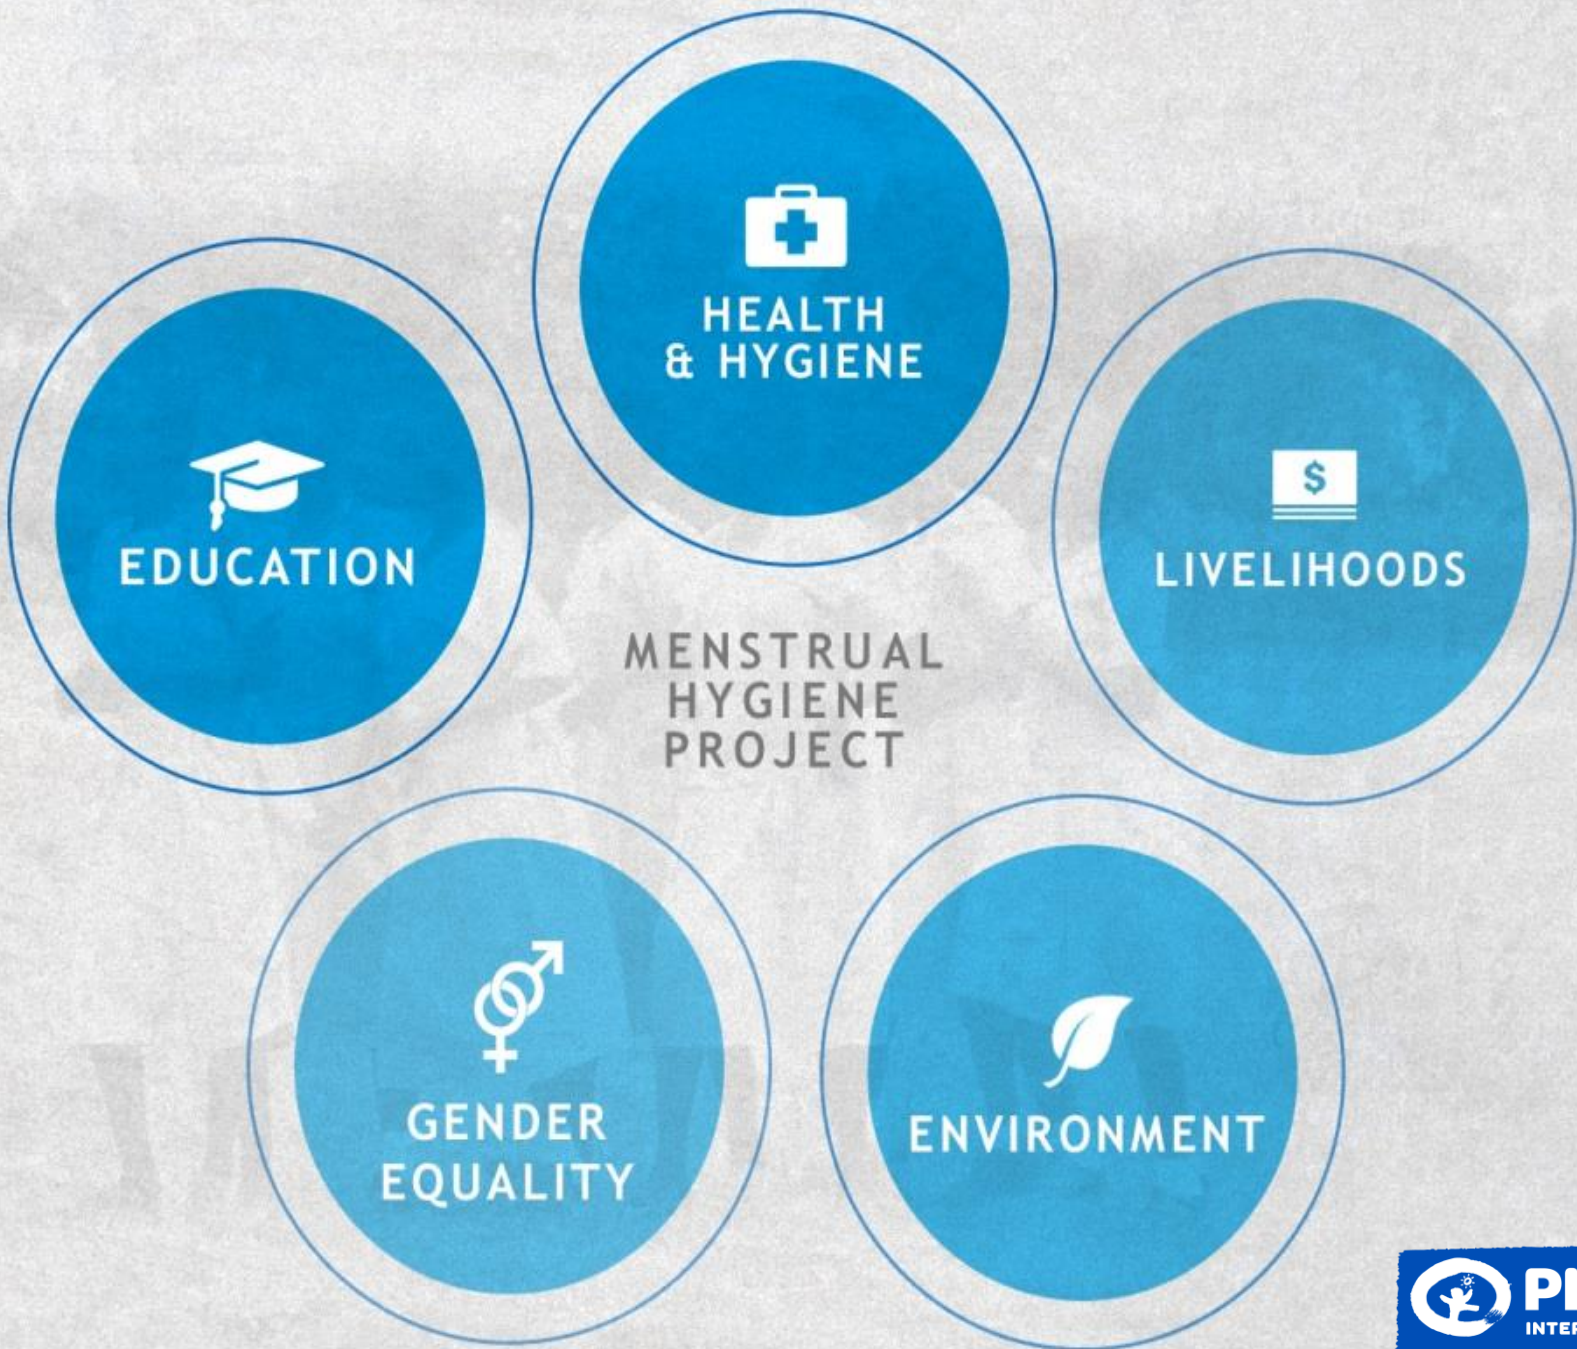 HEALTH
& HYGIENE
EDUCATION
$
LIVELIHOODS
MENSTRUAL
HYGIENE
PROJECT
GENDER
EQUALITY
ENVIRONMENT